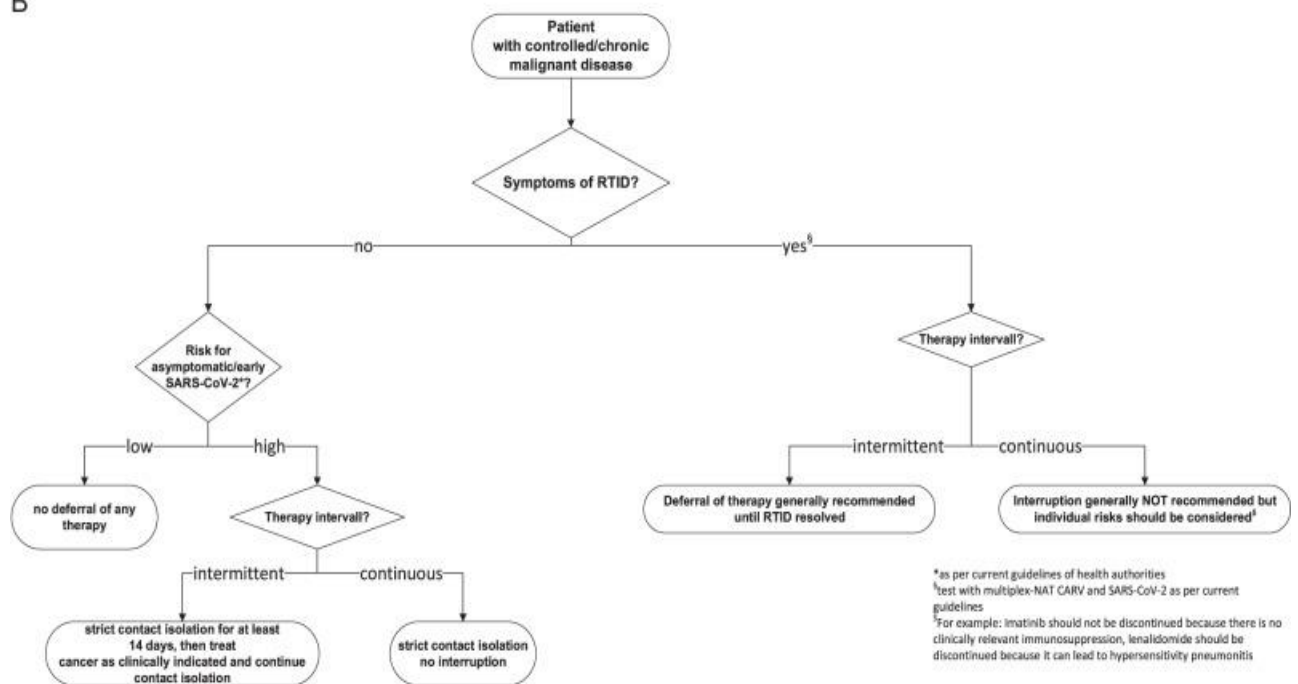 B
Patient
with controlled/chronic
malignant disease
Symptoms of RTID?
no
yes§
Risk for
asymptomatic/early
SARS-CoV-2*?
Therapy intervall?
low
high
intermittent
continuous
no deferral of any
therapy
Therapy intervall?
Deferral of therapy generally recommended
until RTID resolved
Interruption generally NOT recommended but
individual risks should be considered§
intermittent
continuous
strict contact isolation for at least
14 days, then treat
cancer as clinically indicated and continue
contact isolation
strict contact isolation
no interruption
*as per current guidelines of health authorities
§test with multiplex-NAT CARV and SARS-CoV-2 as per current
guidelines
§For example: Imatinib should not be discontinued because there is no
clinically relevant immunosuppression, lenalidomide should be
discontinued because it can lead to hypersensitivity pneumonitis